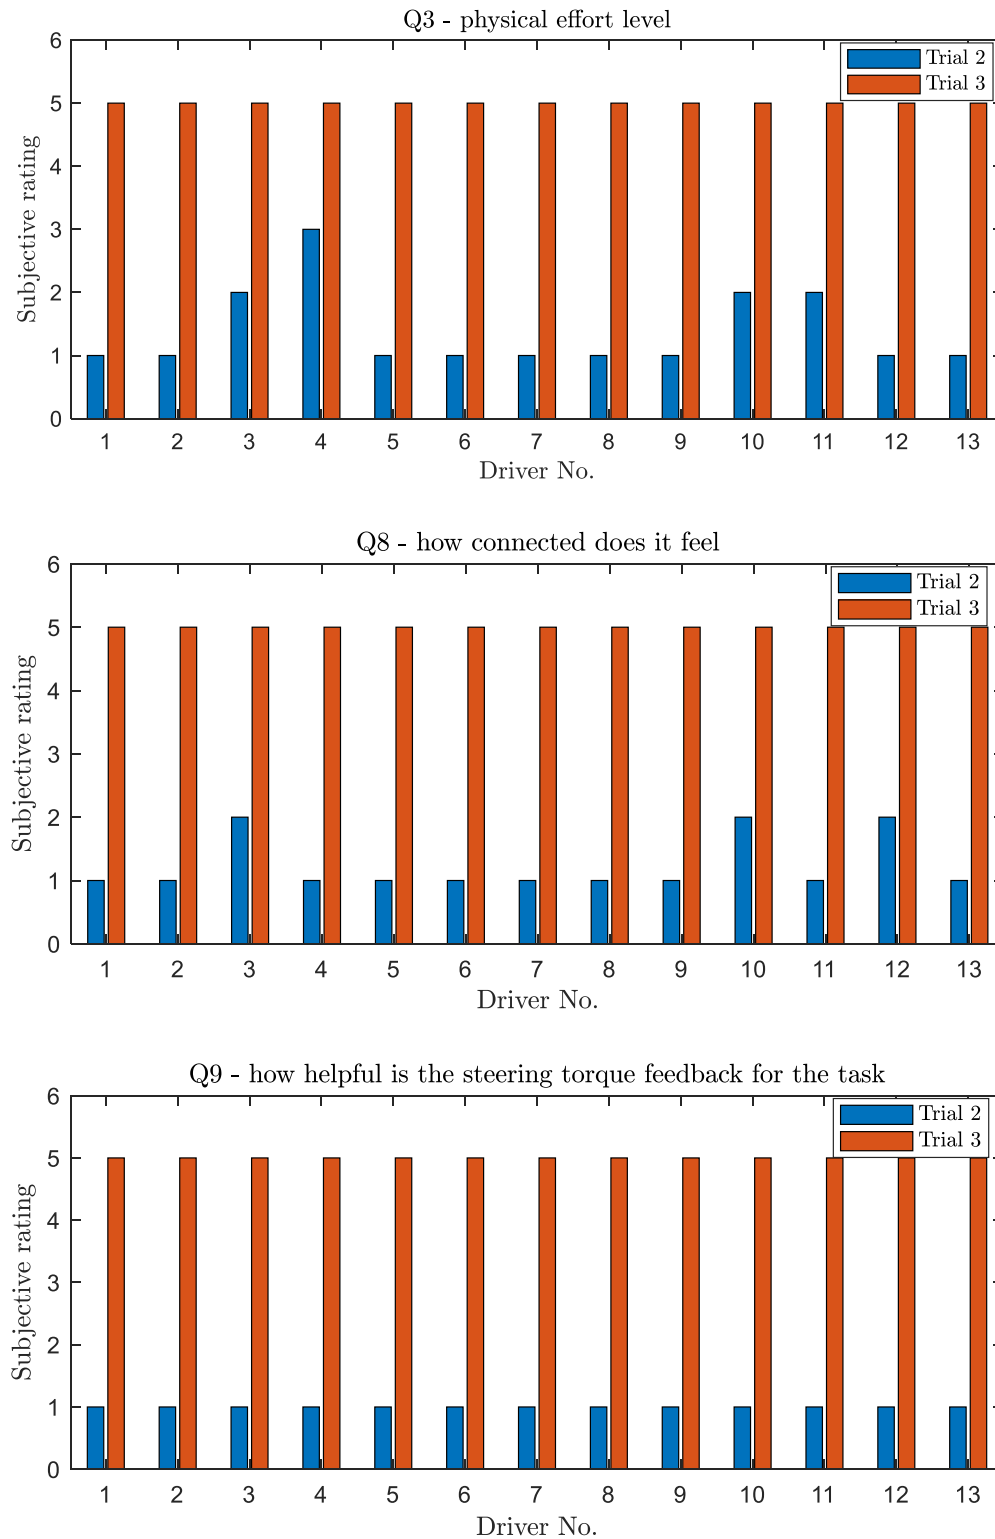 Q3 - physical effort level
6
5
4
3
2
1
0
Subjective rating
Trial 2
Trial 3
1 2 3 4 5 6 7 8 9 10 11 12 13
Driver No.
Q8 - how connected does it feel
6
5
4
3
2
1
0
Subjective rating
Trial 2
Trial 3
1 2 3 4 5 6 7 8 9 10 11 12 13
Driver No.
Q9 - how helpful is the steering torque feedback for the task
6
5
4
3
2
1
0
Subjective rating
Trial 2
Trial 3
1 2 3 4 5 6 7 8 9 10 11 12 13
Driver No.